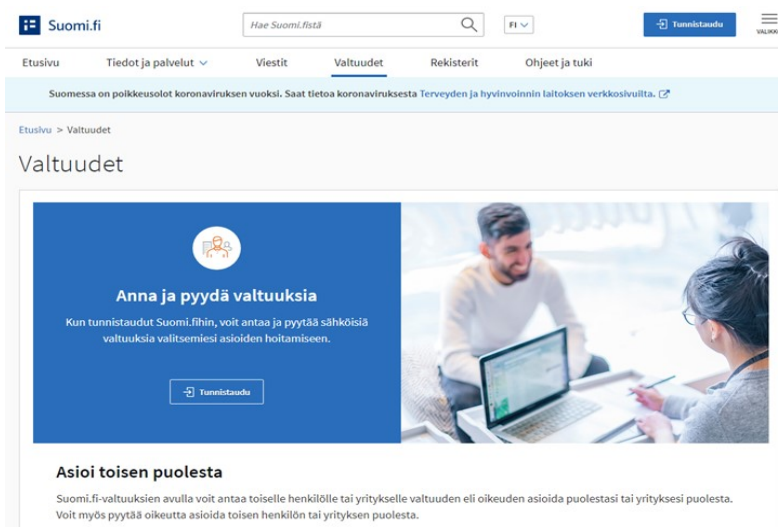 Suomi.fi
Hae Suomi.fistä
FI
Tunnistaudu
VALIKKO
Etusivu Tiedot ja palvelut Viestit Valtuudet Rekisterit Ohjeet ja tuki
Suomessa on poikkeusolot koronaviruksen vuoksi. Saat tietoa koronaviruksesta Terveyden ja hyvinvoinnin laitoksen verkkosivuilta.
Etusivu > Valtuudet
Valtuudet
Anna ja pyydä valtuuksia
Kun tunnistaudut Suomi.fihin, voit antaa ja pyytää sähköisiä
valtuuksia valitsemiesi asioiden hoitamiseen.
Tunnistaudu
Asioi toisen puolesta
Suomi.fi-valtuuksien avulla voit antaa toiselle henkilölle tai yritykselle valtuuden eli oikeuden asioida puolestasi tai yrityksesi puolesta.
Voit myös pyytää oikeutta asioida toisen henkilön tai yrityksen puolesta.